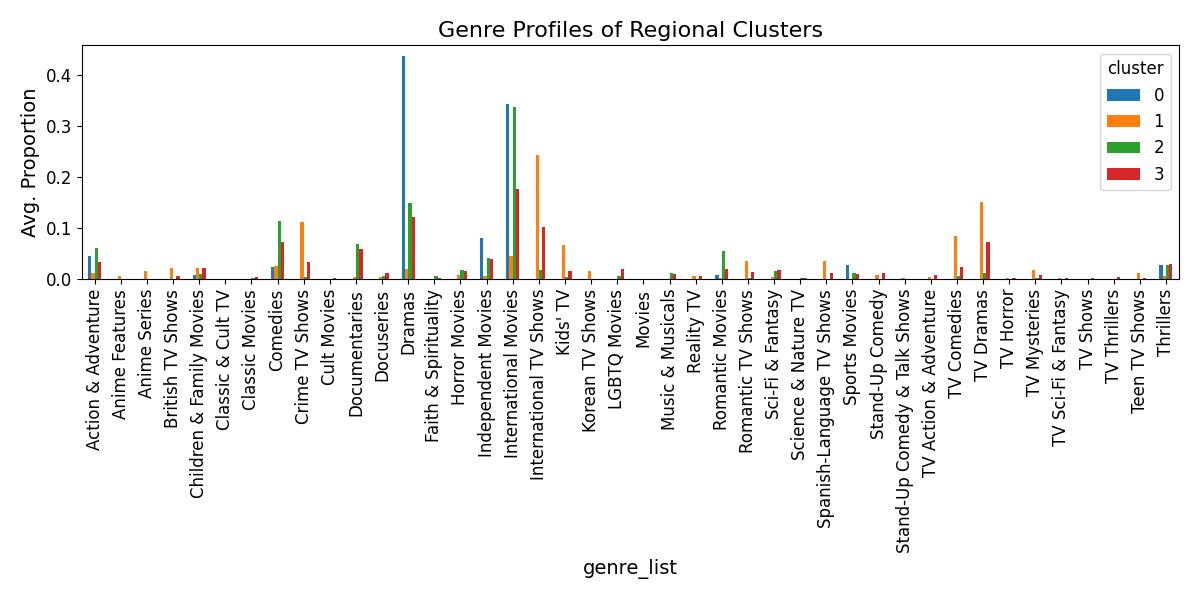 Genre Profiles of Regional Clusters
Avg. Proportion
0.4
0.3
0.2
0.1
0.0
cluster
0
1
2
3
Action & Adventure
Anime Features
Anime Series
British TV Shows
Children & Family Movies
Classic & Cult TV
Classic Movies
Comedies
Crime TV Shows
Cult Movies
Documentaries
Docuseries
Dramas
Faith & Spirituality
Horror Movies
Independent Movies
International Movies
International TV Shows
Kids' TV
Korean TV Shows
LGBTQ Movies
Movies
Music & Musicals
Reality TV
Romantic Movies
Romantic TV Shows
Sci-Fi & Fantasy
Science & Nature TV
Spanish-Language TV Shows
Sports Movies
Stand-Up Comedy
Stand-Up Comedy & Talk Shows
TV Action & Adventure
TV Comedies
TV Dramas
TV Horror
TV Mysteries
TV Sci-Fi & Fantasy
TV Shows
TV Thrillers
Teen TV Shows
Thrillers
genre_list